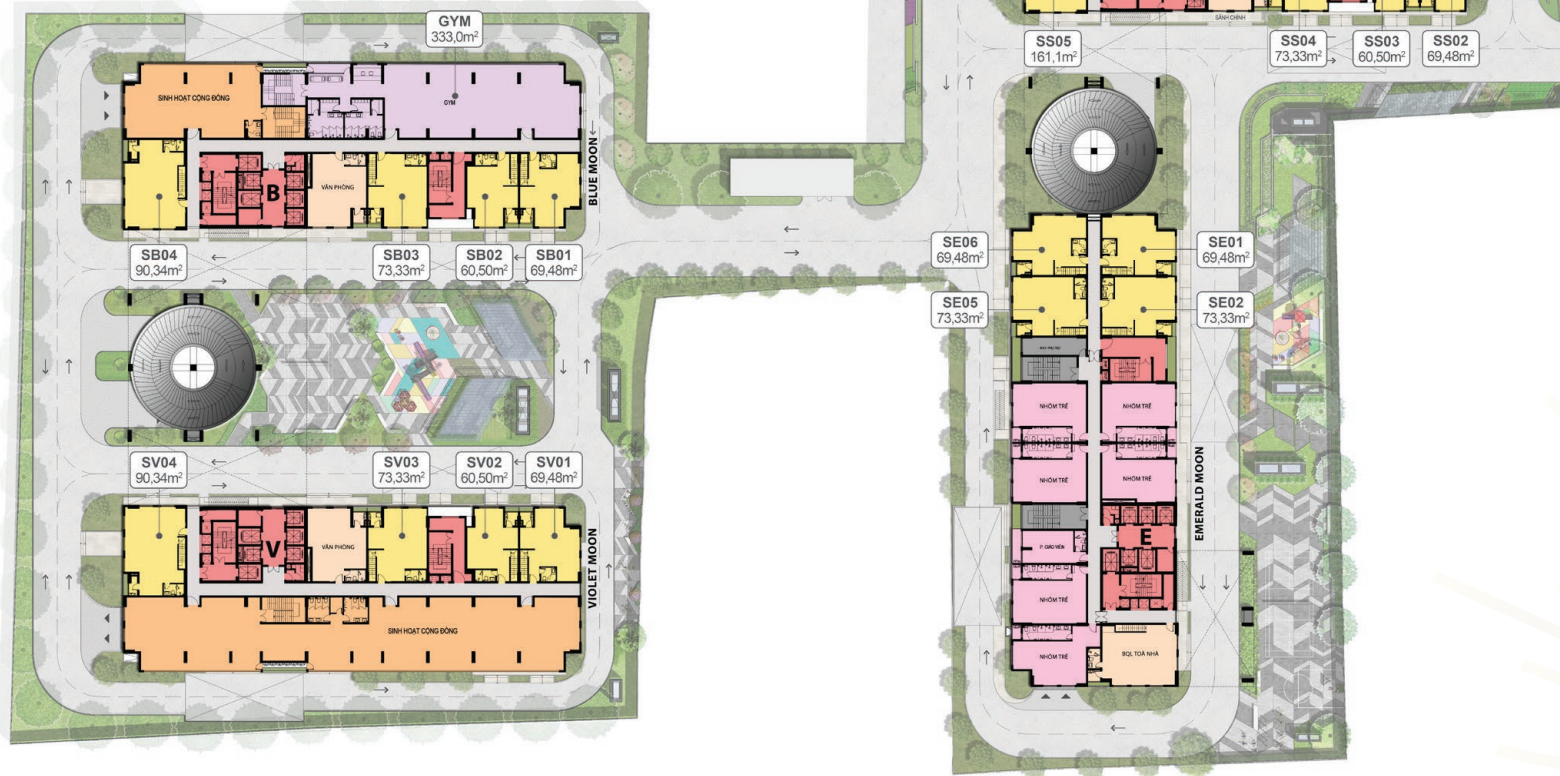 GYM
333,0m²
SẢNH CHÍNH
SS05
161,1m²
SS04
73,33m²
SS03
60,50m²
SS02
69,48m²
SINH HOẠT CỘNG ĐỒNG
GYM
BLUE MOON
B
VĂN PHÒNG
SB04
90,34m²
SB03
73,33m²
SB02
60,50m²
SB01
69,48m²
SE06
69,48m²
SE01
69,48m²
SE05
73,33m²
SE02
73,33m²
NHÓM TRẺ
NHÓM TRẺ
NHÓM TRẺ
NHÓM TRẺ
EMERALD MOON
SV04
90,34m²
SV03
73,33m²
SV02
60,50m²
SV01
69,48m²
V
VĂN PHÒNG
VIOLET MOON
E
P. GIÁO VIÊN
NHÓM TRẺ
SINH HOẠT CỘNG ĐỒNG
NHÓM TRẺ
BQL TOÀ NHÀ